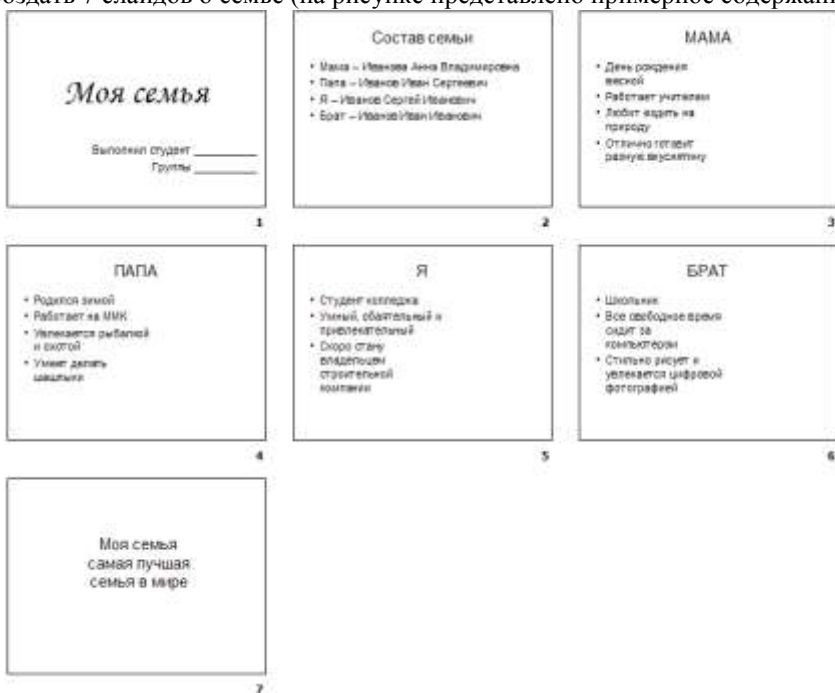 оздать 7 слайдов о семье (на рисунке представлено примерное содержан
Моя семья
Выполнил студент __________
Группы __________
1
Состав семьи
• Мама – Иванова Анна Владимировна
• Папа – Иванов Иван Сергеевич
• Я – Иванов Сергей Иванович
• Брат – Иванов Иван Иванович
2
МАМА
• День рождения
весной
• Работает учителем
• Любит ездить на
природу
• Отлично готовит
разную вкуснятину
3
ПАПА
• Родился зимой
• Работает на ММК
• Увлекается рыбалкой
и охотой
• Умеет делать
шашлыки
4
Я
• Студент колледжа
• Умный, обаятельный и
привлекательный
• Скоро стану
владельцем
строительной
компании
5
БРАТ
• Школьник
• Все свободное время
сидит за
компьютером
• Стильно рисует и
увлекается цифровой
фотографией
6
Моя семья
самая лучшая
семья в мире
7